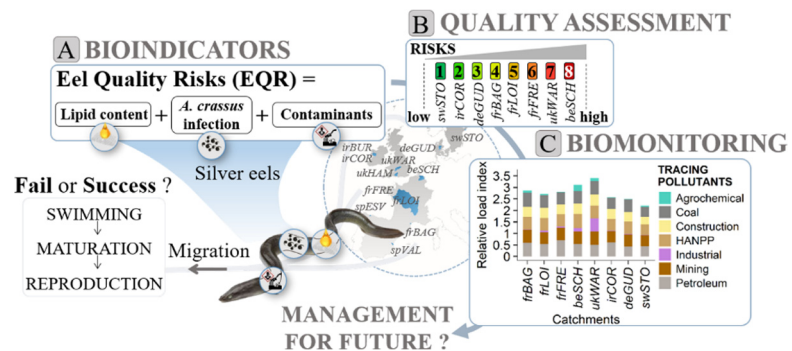 A BIOINDICATORS
Eel Quality Risks (EQR) =
Lipid content + A. crassus infection + Contaminants
Silver eels
Fail or Success ?
SWIMMING
MATURATION
REPRODUCTION
Migration
B QUALITY ASSESSMENT
RISKS
1 2 3 4 5 6 7 8
low
swSTO
irCOR
deGUD
frBAG
frLOI
frFRE
ukWAR
beSCH
high
swSTO
irBUR
deGUD
irCOR
ukWAR
beSCH
ukHAM
frFRE
frLOI
spESV
frBAG
spVAL
C BIOMONITORING
Relative load index
3.5
3
2.5
2
1.5
1
0.5
0
frBAG
frLOI
frFRE
beSCH
ukWAR
irCOR
deGUD
swSTO
Catchments
TRACING
POLLUTANTS
Agrochemical
Coal
Construction
HANPP
Industrial
Mining
Petroleum
MANAGEMENT
FOR FUTURE ?